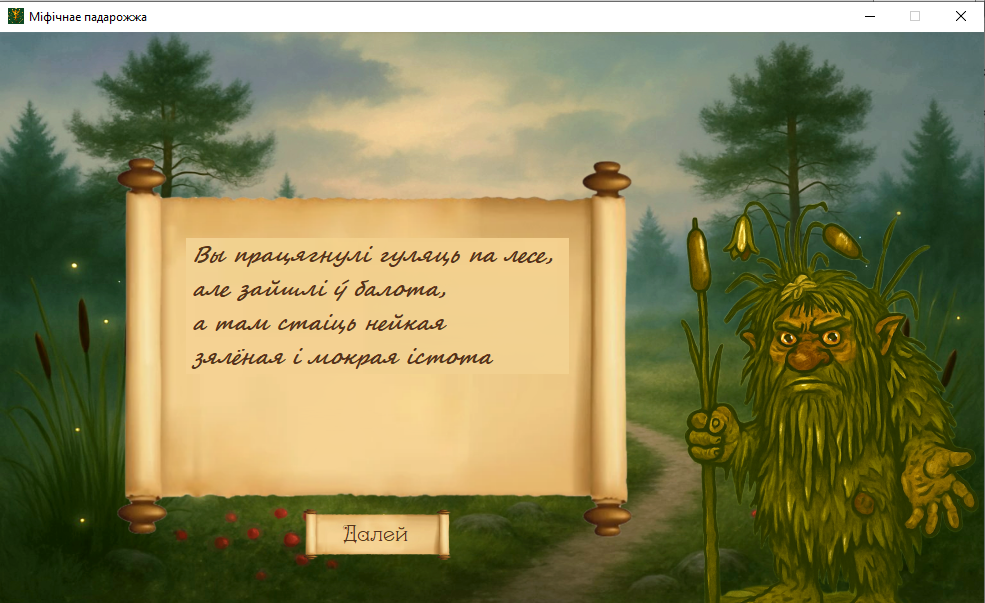 Міфічнае падарожжа
Вы працягнулі гуляць па лесе,
але зайшлі ў балота,
а там стаіць нейкая
зялёная і мокрая істота
Далей